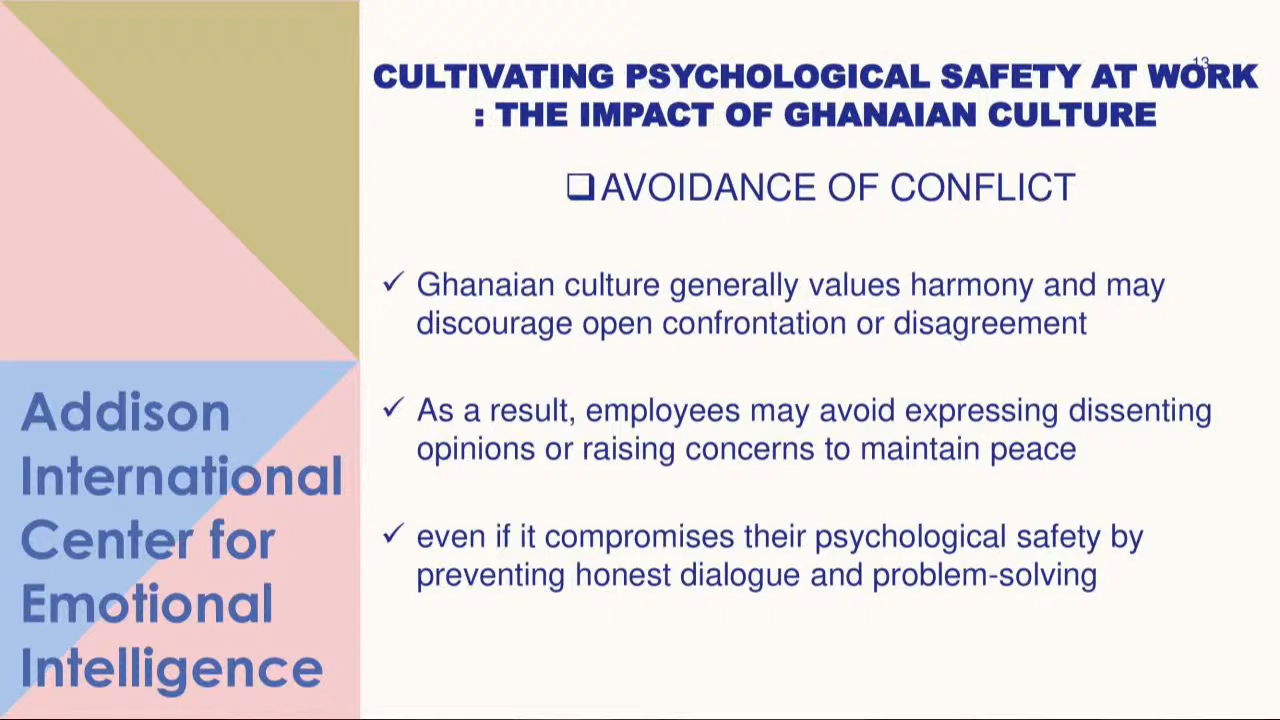 13
CULTIVATING PSYCHOLOGICAL SAFETY AT WORK
: THE IMPACT OF GHANAIAN CULTURE
❑AVOIDANCE OF CONFLICT
✓ Ghanaian culture generally values harmony and may
discourage open confrontation or disagreement
✓ As a result, employees may avoid expressing dissenting
opinions or raising concerns to maintain peace
✓ even if it compromises their psychological safety by
preventing honest dialogue and problem-solving
Addison
International
Center for
Emotional
Intelligence